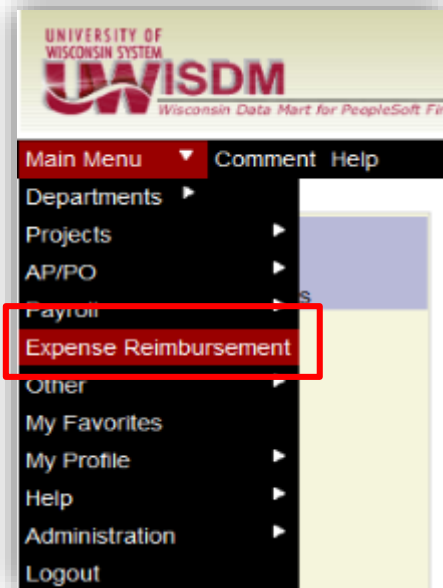 UNIVERSITY OF
WISCONSIN SYSTEM
UWISDM
Wisconsin Data Mart for PeopleSoft Fi
Main Menu Comment Help
Departments
Projects
AP/PO
s
Payroll
Expense Reimbursement
Other
My Favorites
My Profile
Help
Administration
Logout